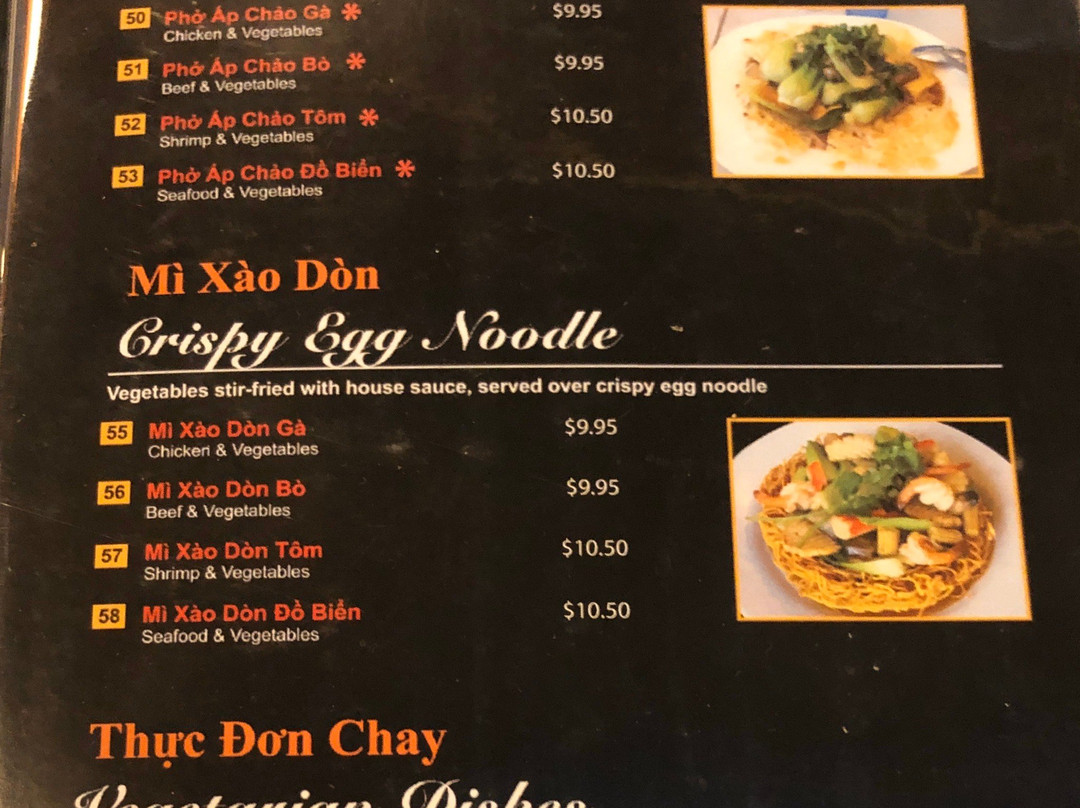 50 Phở Áp Chảo Gà * $9.95
Chicken & Vegetables
51 Phở Áp Chảo Bò * $9.95
Beef & Vegetables
52 Phở Áp Chảo Tôm * $10.50
Shrimp & Vegetables
53 Phở Áp Chảo Đồ Biển * $10.50
Seafood & Vegetables
Mì Xào Dòn
Crispy Egg Noodle
Vegetables stir-fried with house sauce, served over crispy egg noodle
55 Mì Xào Dòn Gà $9.95
Chicken & Vegetables
56 Mì Xào Dòn Bò $9.95
Beef & Vegetables
57 Mì Xào Dòn Tôm $10.50
Shrimp & Vegetables
58 Mì Xào Dòn Đồ Biển $10.50
Seafood & Vegetables
Thực Đơn Chay
Vegetarian Dishes